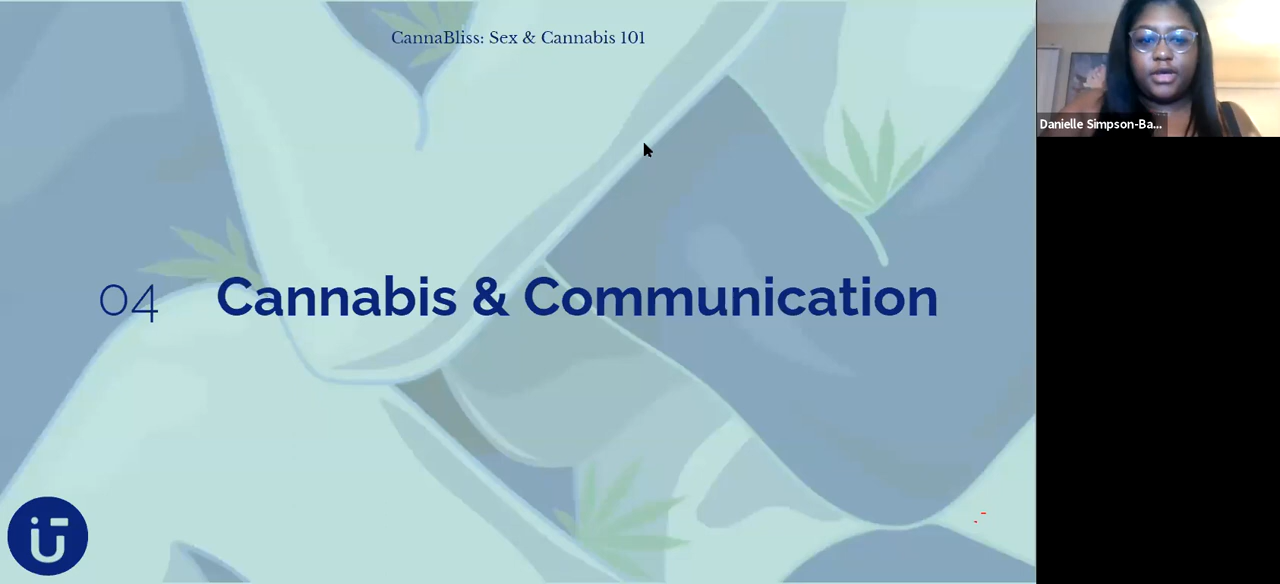 CannaBliss: Sex & Cannabis 101
Danielle Simpson-Ba...
04 Cannabis & Communication